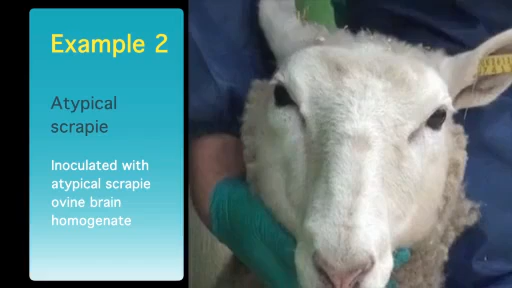 Example 2
Atypical
scrapie
Inoculated with
atypical scrapie
ovine brain
homogenate